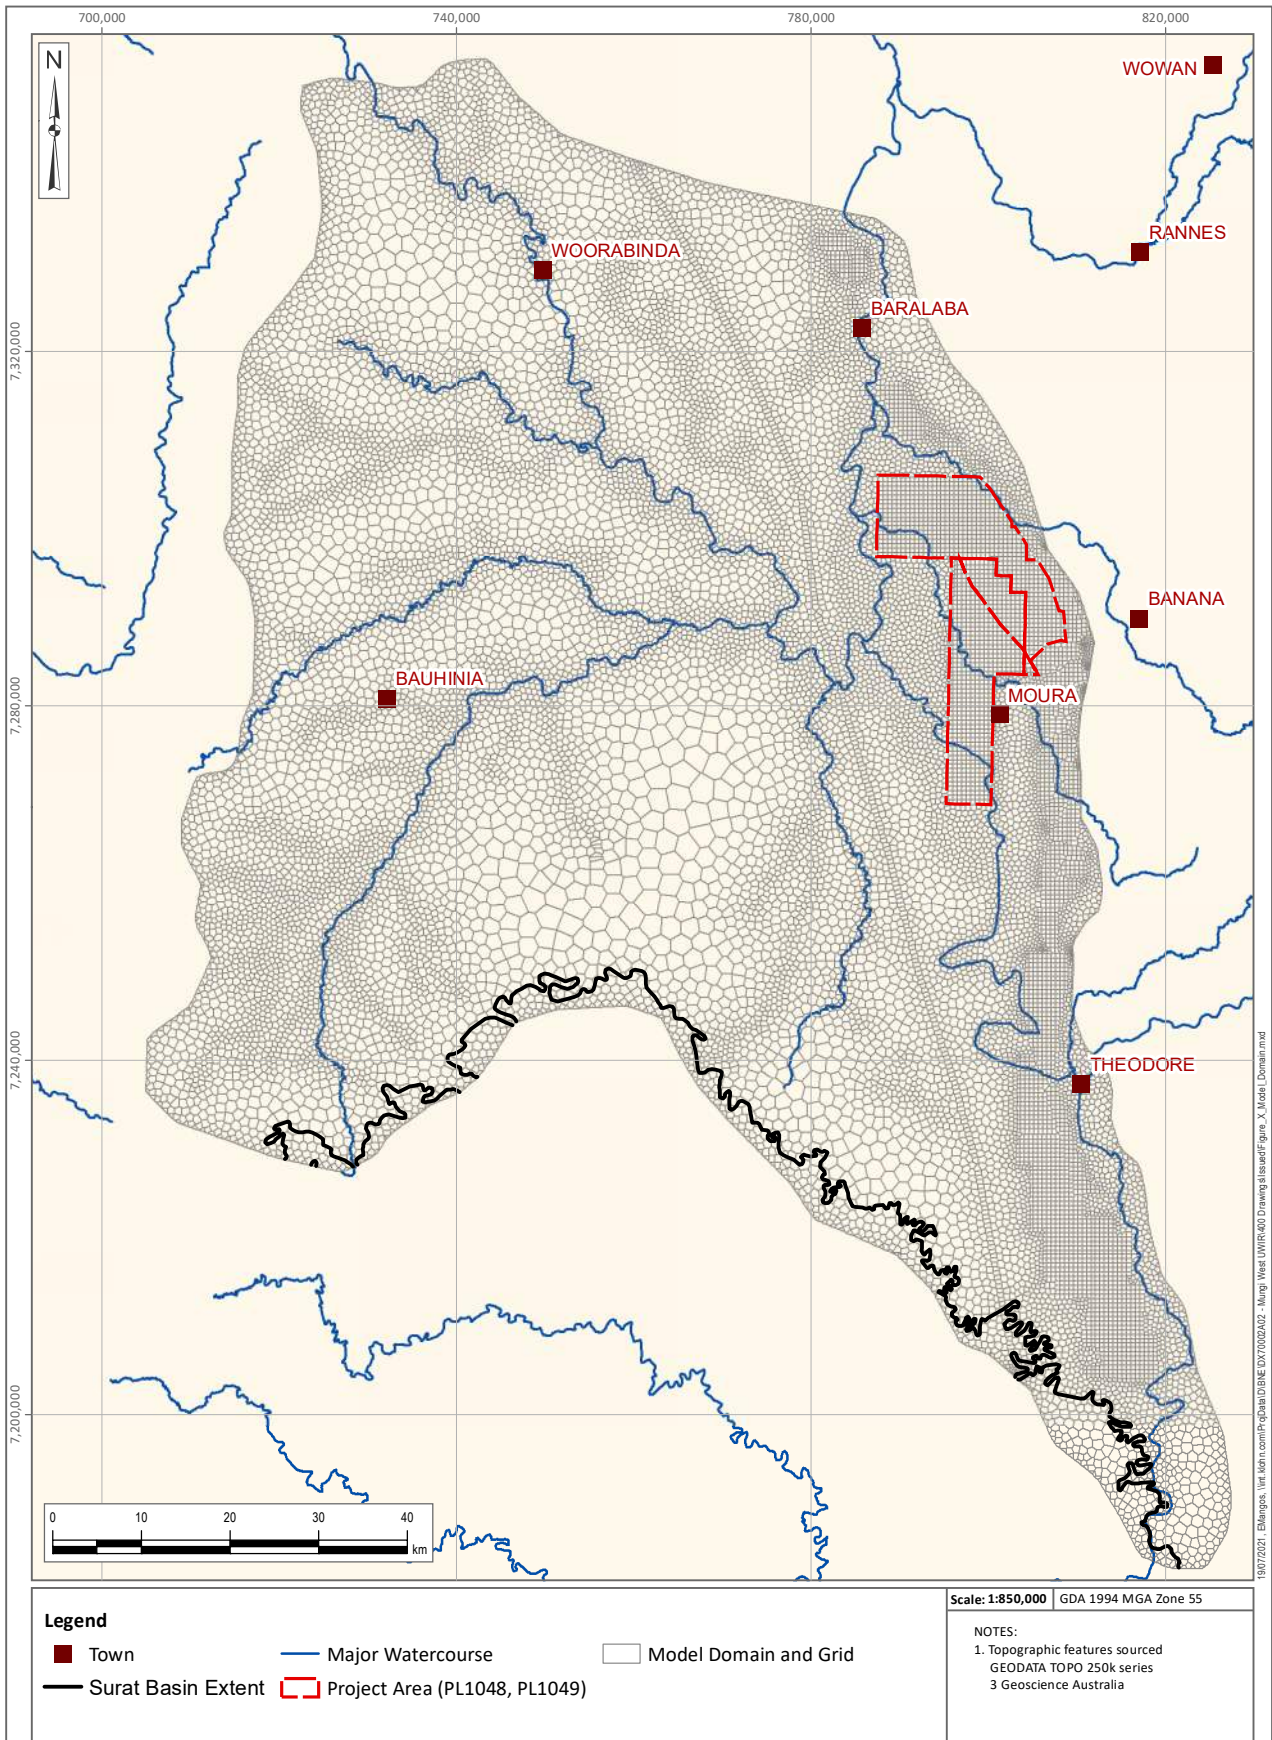 700,000
740,000
780,000
820,000
N
WOWAN
RANNES
WOORABINDA
BARALABA
7,320,000
BANANA
BAUHINIA
MOURA
7,280,000
7,240,000
THEODORE
7,200,000
0 10 20 30 40
km
Legend
Town
Major Watercourse
Model Domain and Grid
Surat Basin Extent
Project Area (PL1048, PL1049)
Scale: 1:850,000
GDA 1994 MGA Zone 55
NOTES:
1. Topographic features sourced
GEODATA TOPO 250k series
3 Geoscience Australia